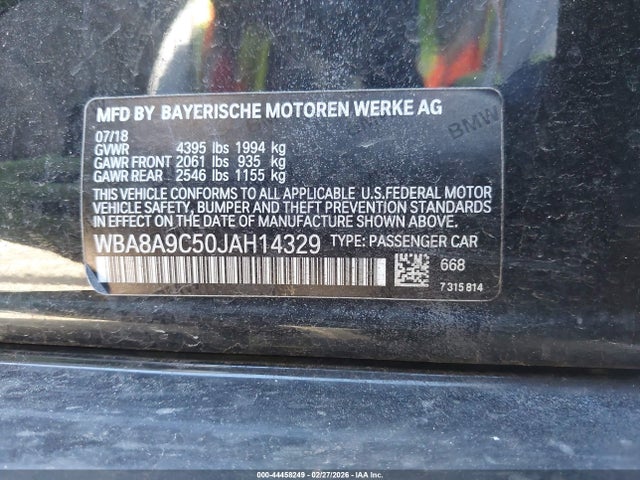 MFD BY BAYERISCHE MOTOREN WERKE AG
07/18
GVWR 4395 lbs 1994 kg
GAWR FRONT 2061 lbs 935 kg
GAWR REAR 2546 lbs 1155 kg
THIS VEHICLE CONFORMS TO ALL APPLICABLE U.S. FEDERAL MOTOR
VEHICLE SAFETY, BUMPER AND THEFT PREVENTION STANDARDS
IN EFFECT ON THE DATE OF MANUFACTURE SHOWN ABOVE.
WBA8A9C50JAH14329 TYPE: PASSENGER CAR
668
7 315 814
BMW
000-44458249 - 02/27/2026 - IAA Inc.